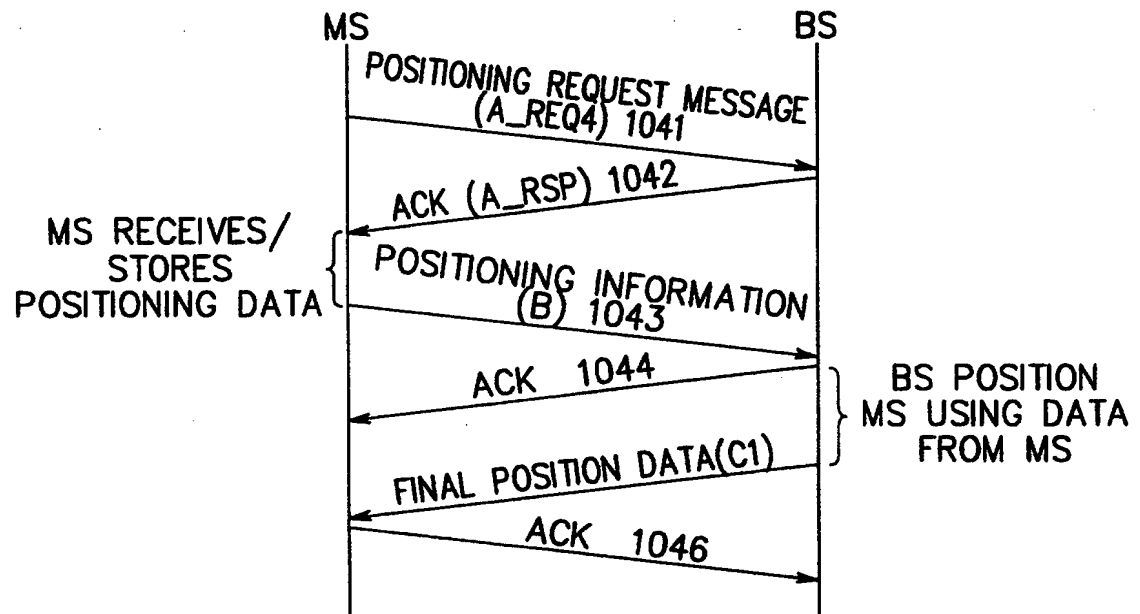 MS
BS
POSITIONING REQUEST MESSAGE
(A_REQ4) 1041
ACK (A_RSP) 1042
MS RECEIVES/
STORES
POSITIONING DATA
POSITIONING INFORMATION
(B) 1043
ACK 1044
BS POSITION
MS USING DATA
FROM MS
FINAL POSITION DATA(C1)
ACK 1046